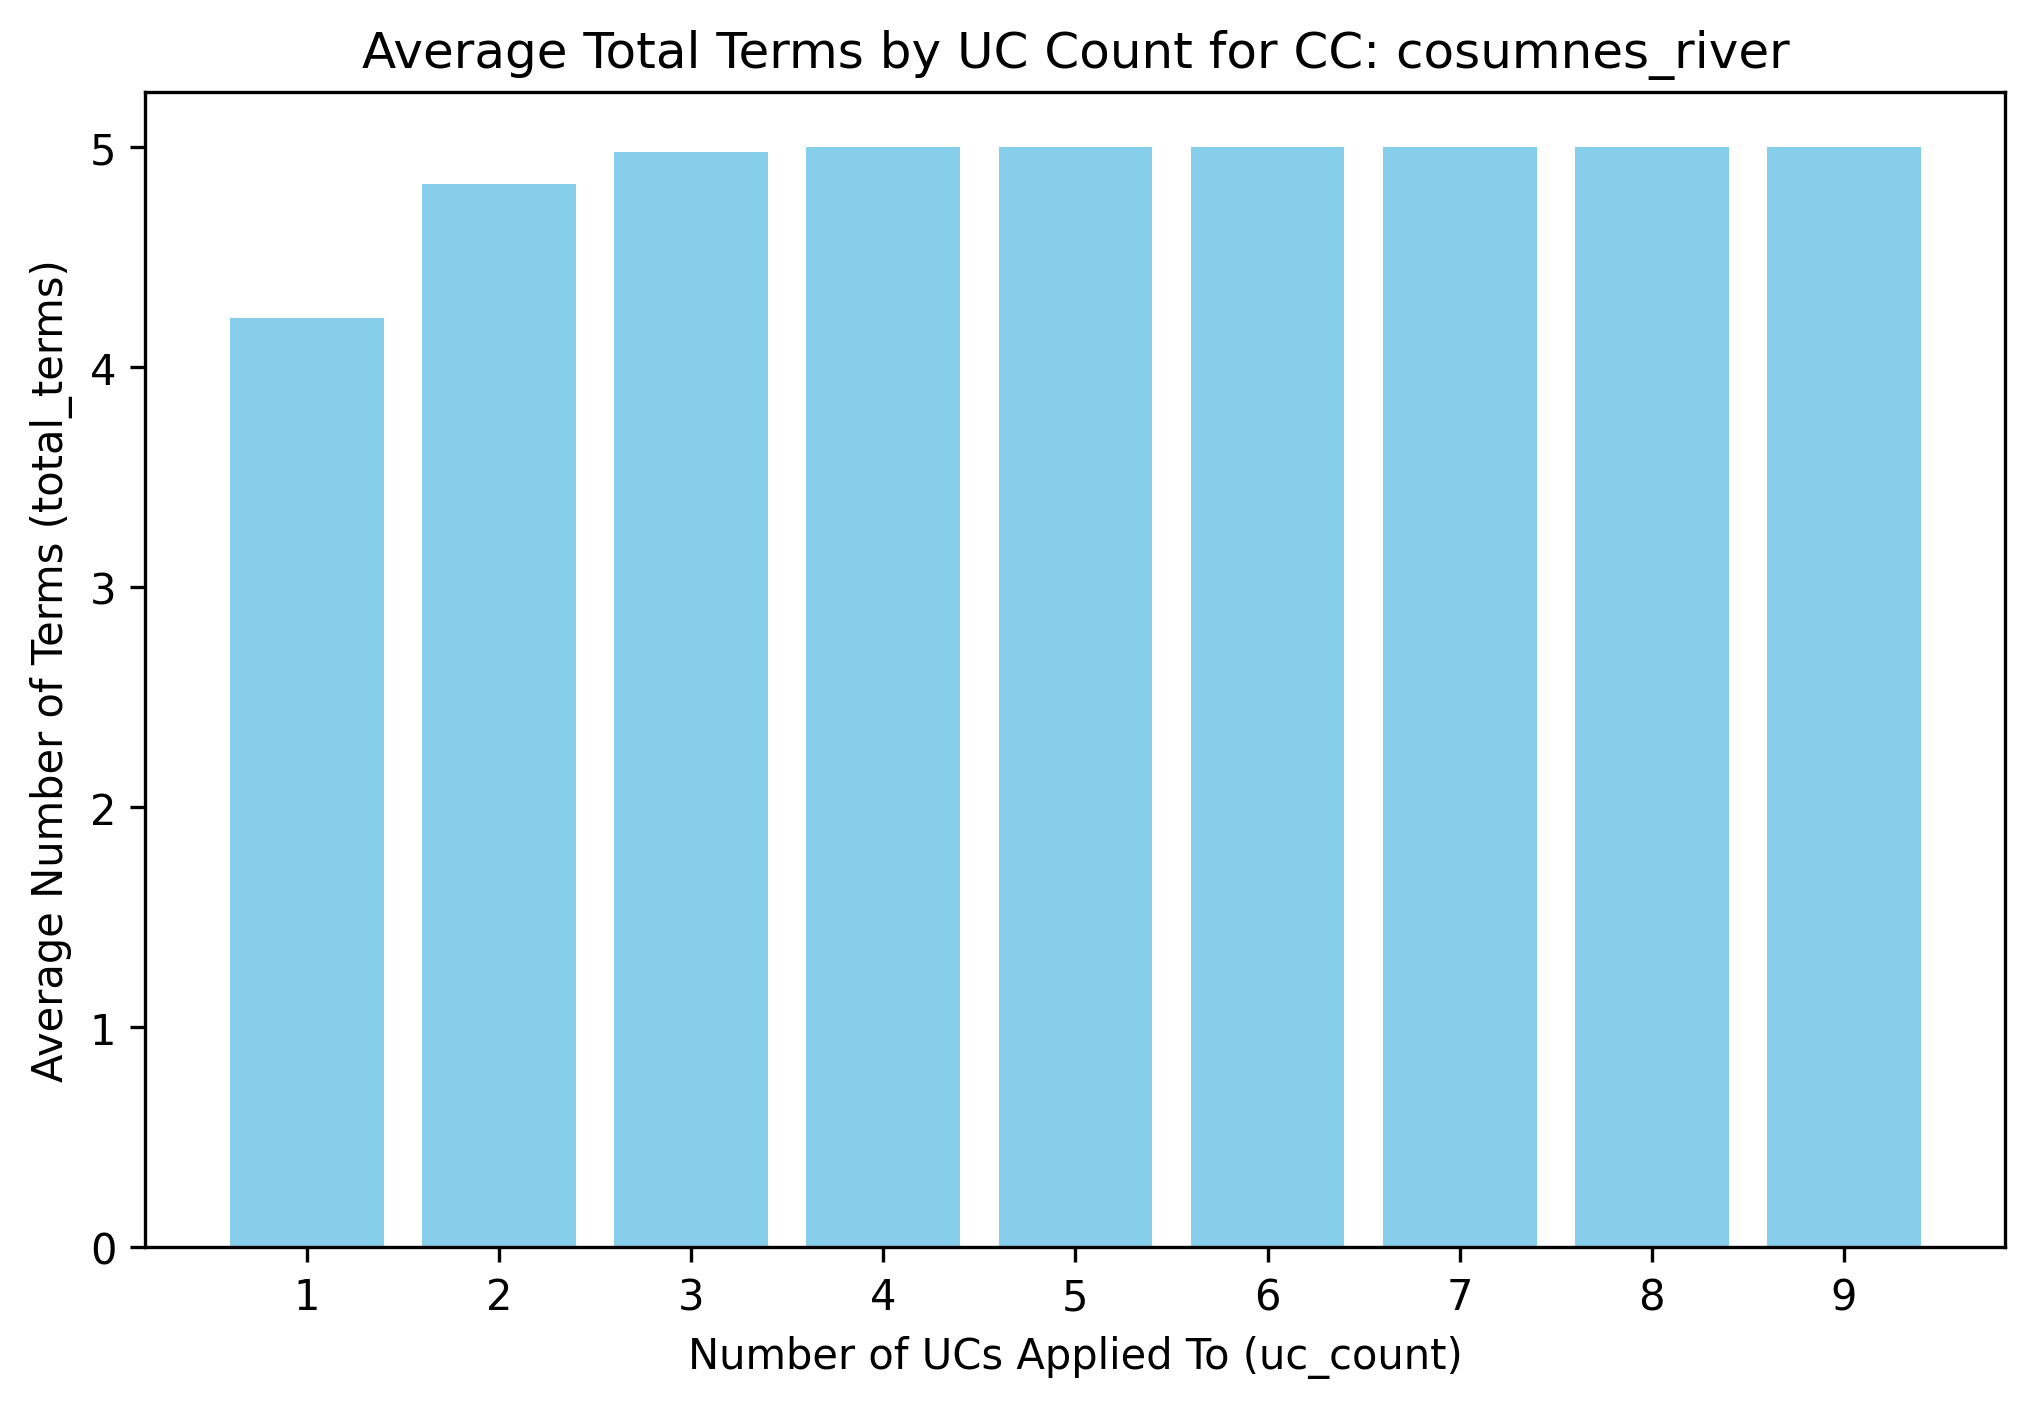 Average Total Terms by UC Count for CC: cosumnes_river
Average Number of Terms (total_terms)
5
4
3
2
1
0
1 2 3 4 5 6 7 8 9
Number of UCs Applied To (uc_count)